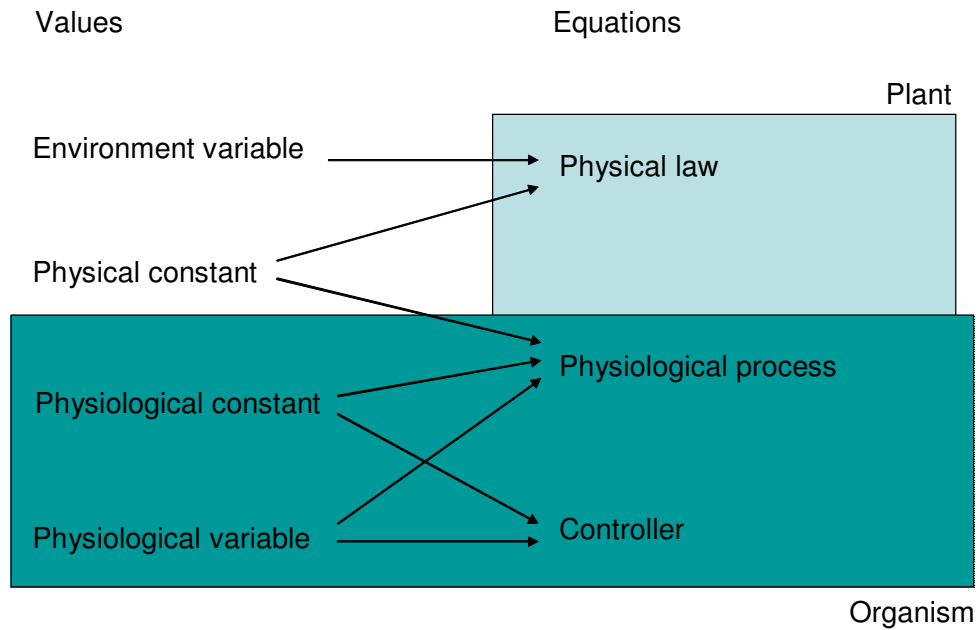 Values
Equations
Plant
Environment variable
Physical law
Physical constant
Physiological process
Physiological constant
Physiological variable
Controller
Organism